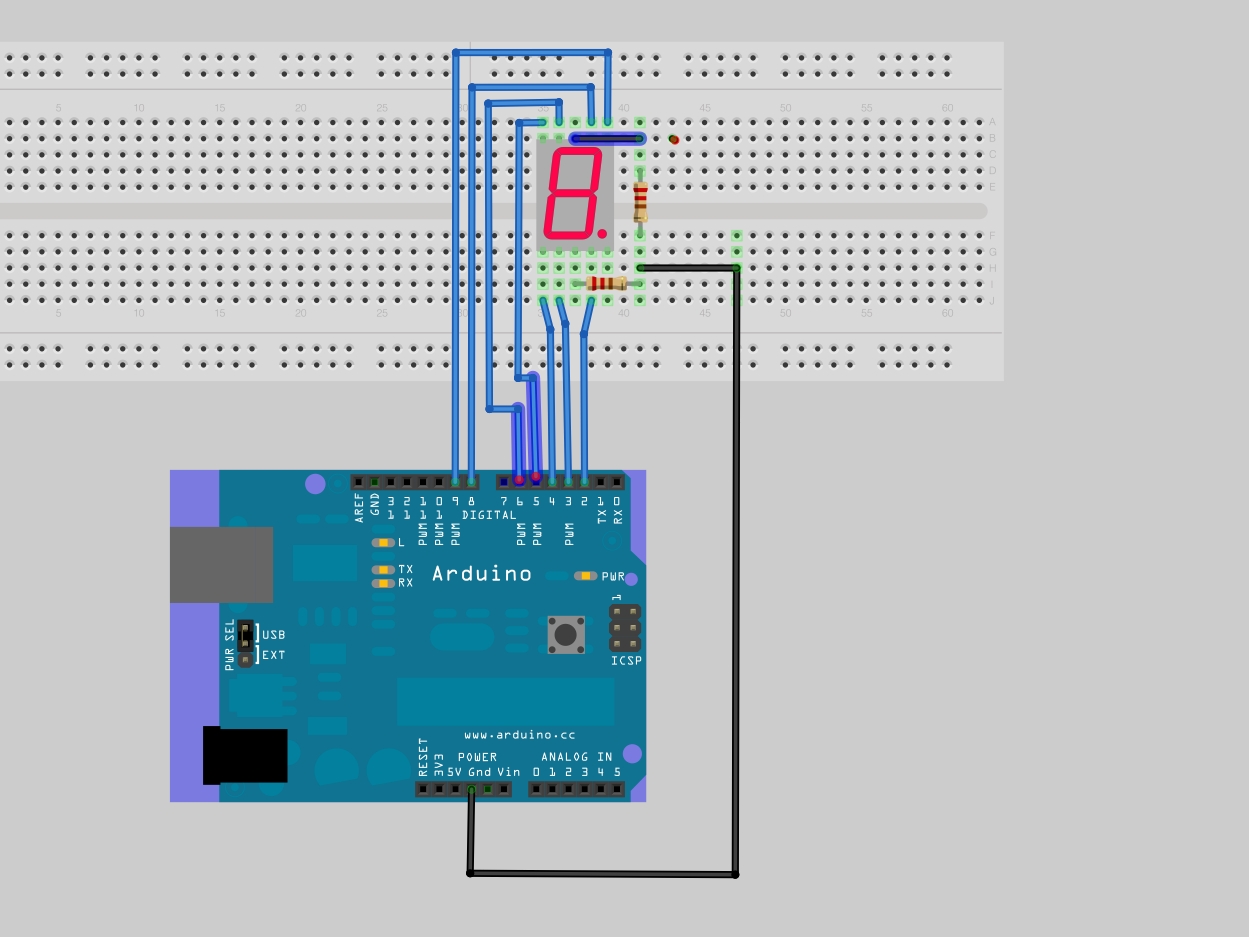 5 10 15 20 25 35 40 45 50 55 60
A
B
C
D
E
8.
F
G
H
I
J
5 10 15 20 25 40 45 50 55 60
AREF
GND
13
12
PWM 11
PWM 10
PWM 9
8
7
PWM 6
PWM 5
4
PWM 3
2
TX 1
RX 0
DIGITAL
L
TX
RX
Arduino
PWR
1
ICSP
PWR SEL
USB
EXT
www.arduino.cc
POWER
ANALOG IN
RESET
3V3
5V Gnd Vin
0 1 2 3 4 5